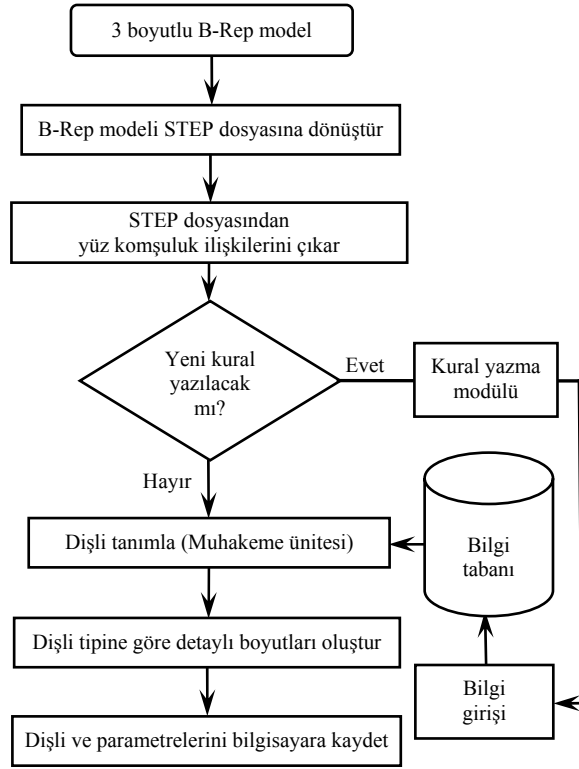 3 boyutlu B-Rep model
B-Rep modeli STEP dosyasına dönüştür
STEP dosyasından
yüz komşuluk ilişkilerini çıkar
Yeni kural
yazılacak
mı?
Evet
Kural yazma
modülü
Hayır
Dişli tanımla (Muhakeme ünitesi)
Bilgi
tabanı
Dişli tipine göre detaylı boyutları oluştur
Bilgi
girişi
Dişli ve parametrelerini bilgisayara kaydet